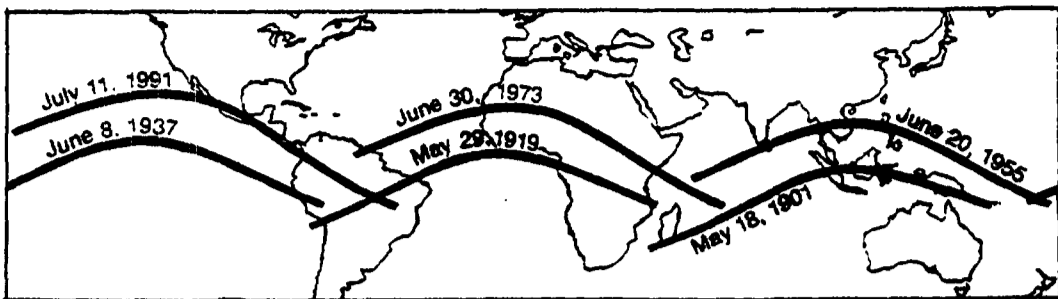 July 11, 1991
June 8, 1937
June 30, 1973
May 29, 1919
June 20, 1955
May 18, 1901